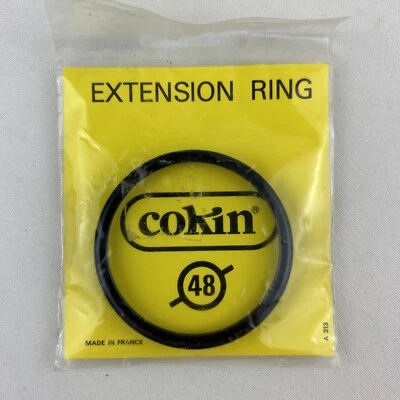 EXTENSION RING
cokin®
48
MADE IN FRANCE
A 313